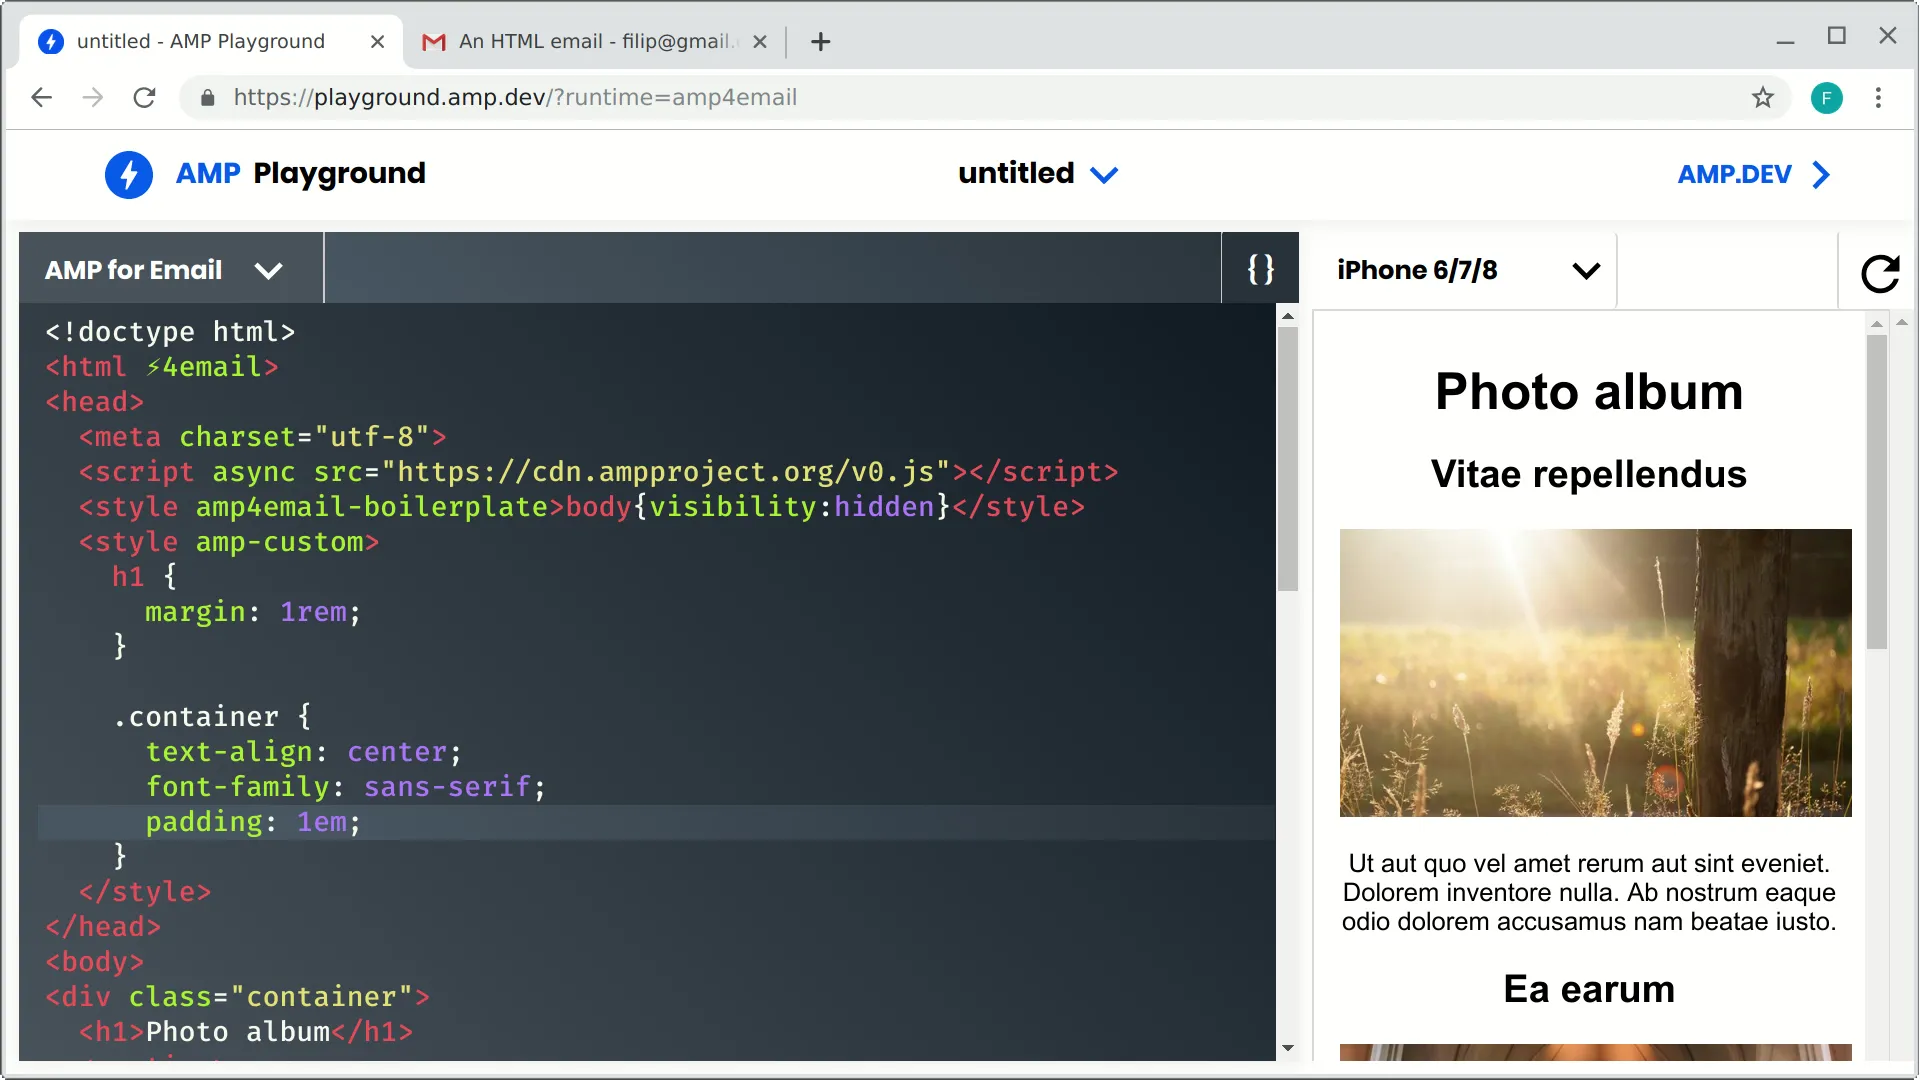 untitled - AMP Playground
An HTML email - filip@gmail.
https://playground.amp.dev/?runtime=amp4email
F
AMP Playground
untitled
AMP.DEV
AMP for Email
{}
iPhone 6/7/8
<!doctype html>
<html ⚡4email>
<head>
<meta charset="utf-8">
<script async src="https://cdn.ampproject.org/v0.js"></script>
<style amp4email-boilerplate>body{visibility:hidden}</style>
<style amp-custom>
h1 {
margin: 1rem;
}
.container {
text-align: center;
font-family: sans-serif;
padding: 1em;
}
</style>
</head>
<body>
<div class="container">
<h1>Photo album</h1>
Photo album
Vitae repellendus
Ut aut quo vel amet rerum aut sint eveniet.
Dolorem inventore nulla. Ab nostrum eaque
odio dolorem accusamus nam beatae iusto.
Ea earum